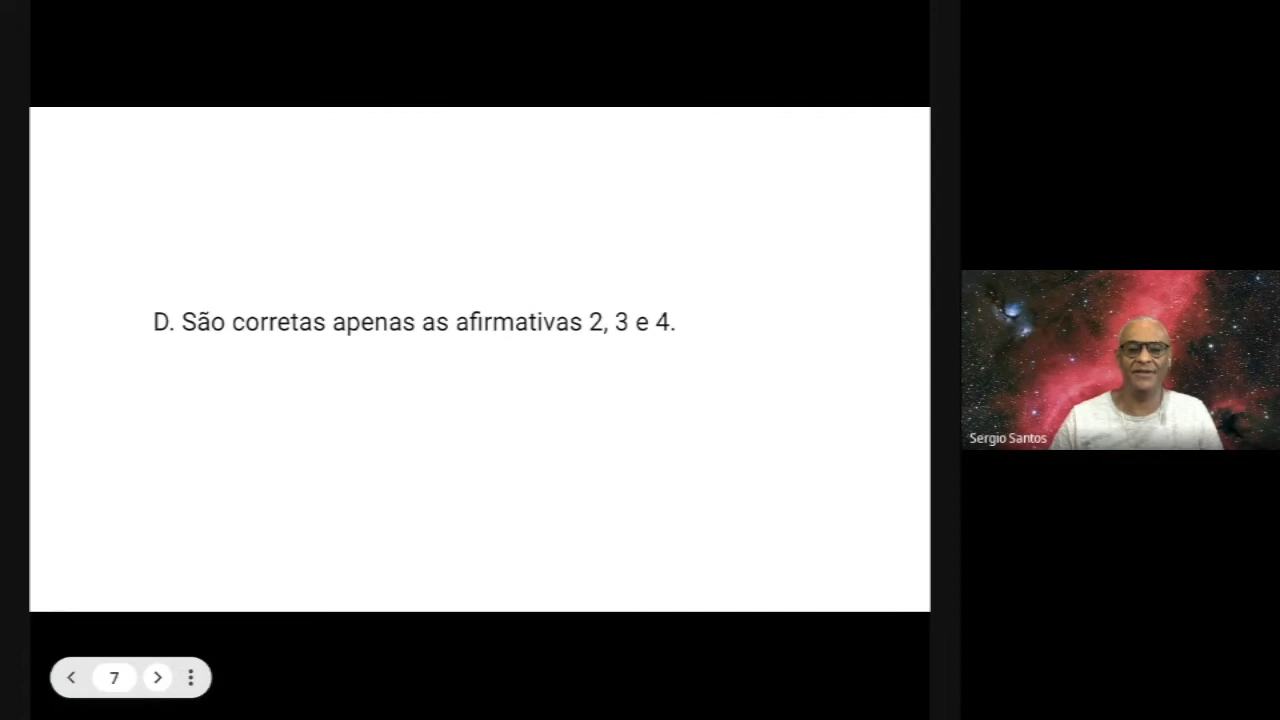 D. São corretas apenas as afirmativas 2, 3 e 4.
Sergio Santos
7